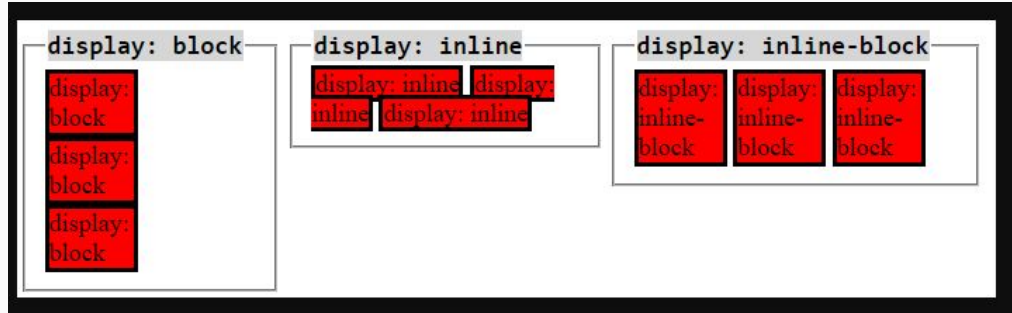 display: block
display:
block
display:
block
display:
block
display: inline
display: inline display:
inline display: inline
display: inline-block
display:
inline-
block
display:
inline-
block
display:
inline-
block